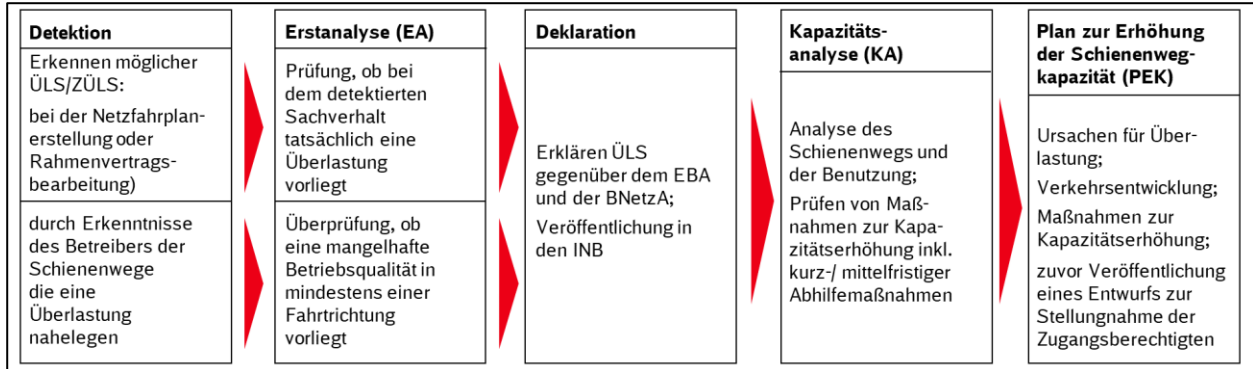 Detektion
Erkennen möglicher
ÜLS/ZÜLS:
bei der Netzfahrplan-
erstellung oder
Rahmenvertrags-
bearbeitung)
durch Erkenntnisse
des Betreibers der
Schienenwege
die eine
Überlastung
nahelegen
Erstanalyse (EA)
Prüfung, ob bei
dem detektierten
Sachverhalt
tatsächlich eine
Überlastung
vorliegt
Überprüfung, ob
eine mangelhafte
Betriebsqualität in
mindestens einer
Fahrtrichtung
vorliegt
Deklaration
Erklären ÜLS
gegenüber dem EBA
und der BNetzA;
Veröffentlichung in
den INB
Kapazitäts-
analyse (KA)
Analyse des
Schienenwegs und
der Benutzung;
Prüfen von Maß-
nahmen zur Kapa-
zitätserhöhung inkl.
kurz-/ mittelfristiger
Abhilfemaßnahmen
Plan zur Erhöhung
der Schienenweg-
kapazität (PEK)
Ursachen für Über-
lastung;
Verkehrsentwicklung;
Maßnahmen zur
Kapazitätserhöhung;
zuvor Veröffentlichung
eines Entwurfs zur
Stellungnahme der
Zugangsberechtigten